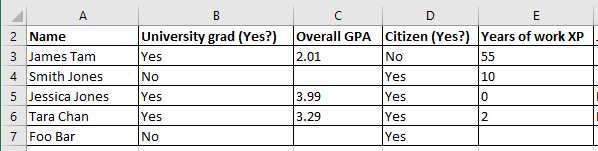 A B C D E
2 Name University grad (Yes?) Overall GPA Citizen (Yes?) Years of work XP
3 James Tam Yes 2.01 No 55
4 Smith Jones No Yes 10
5 Jessica Jones Yes 3.99 Yes 0
6 Tara Chan Yes 3.29 Yes 2
7 Foo Bar No Yes